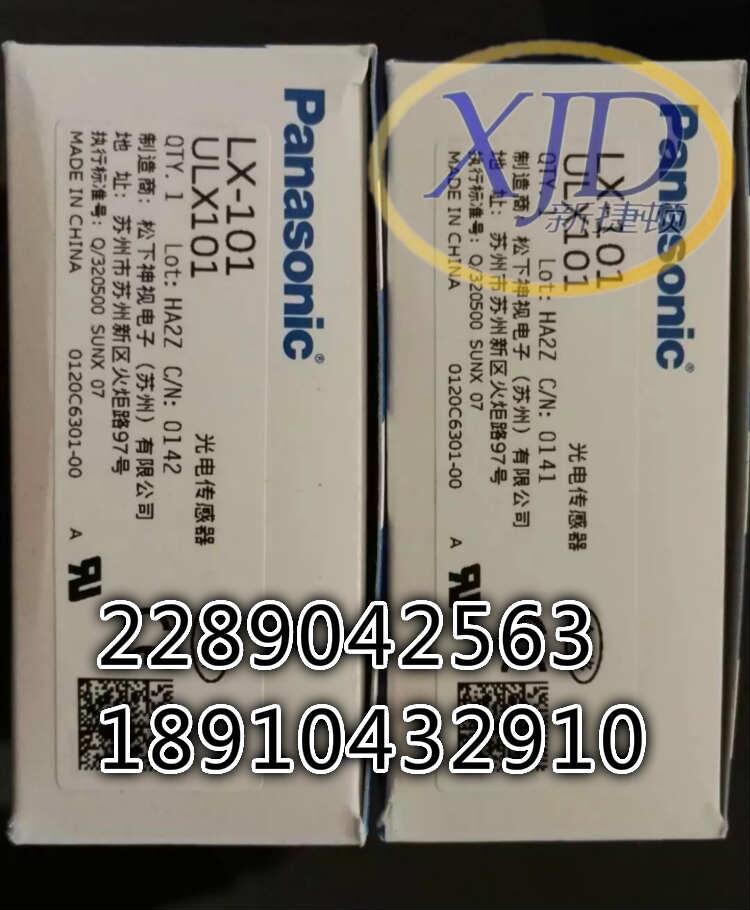 Panasonic®
LX-101
ULX101
光电传感器
QTY. 1 Lot: HA2Z C/N: 0142
制造商: 松下神视电子 (苏州) 有限公司
地 址: 苏州市苏州新区火炬路97号
执行标准号: Q/320500 SUNX 07
MADE IN CHINA 0120C6301-00 A
Panasonic®
LX-101
ULX101
光电传感器
QTY. Lot: HA2Z C/N: 0141
制造商: 松下神视电子 (苏州) 有限公司
地 址: 苏州市苏州新区火炬路97号
执行标准号: Q/320500 SUNX 07
MADE IN CHINA 0120C6301-00 A
XJD
新捷顿
2289042563
18910432910